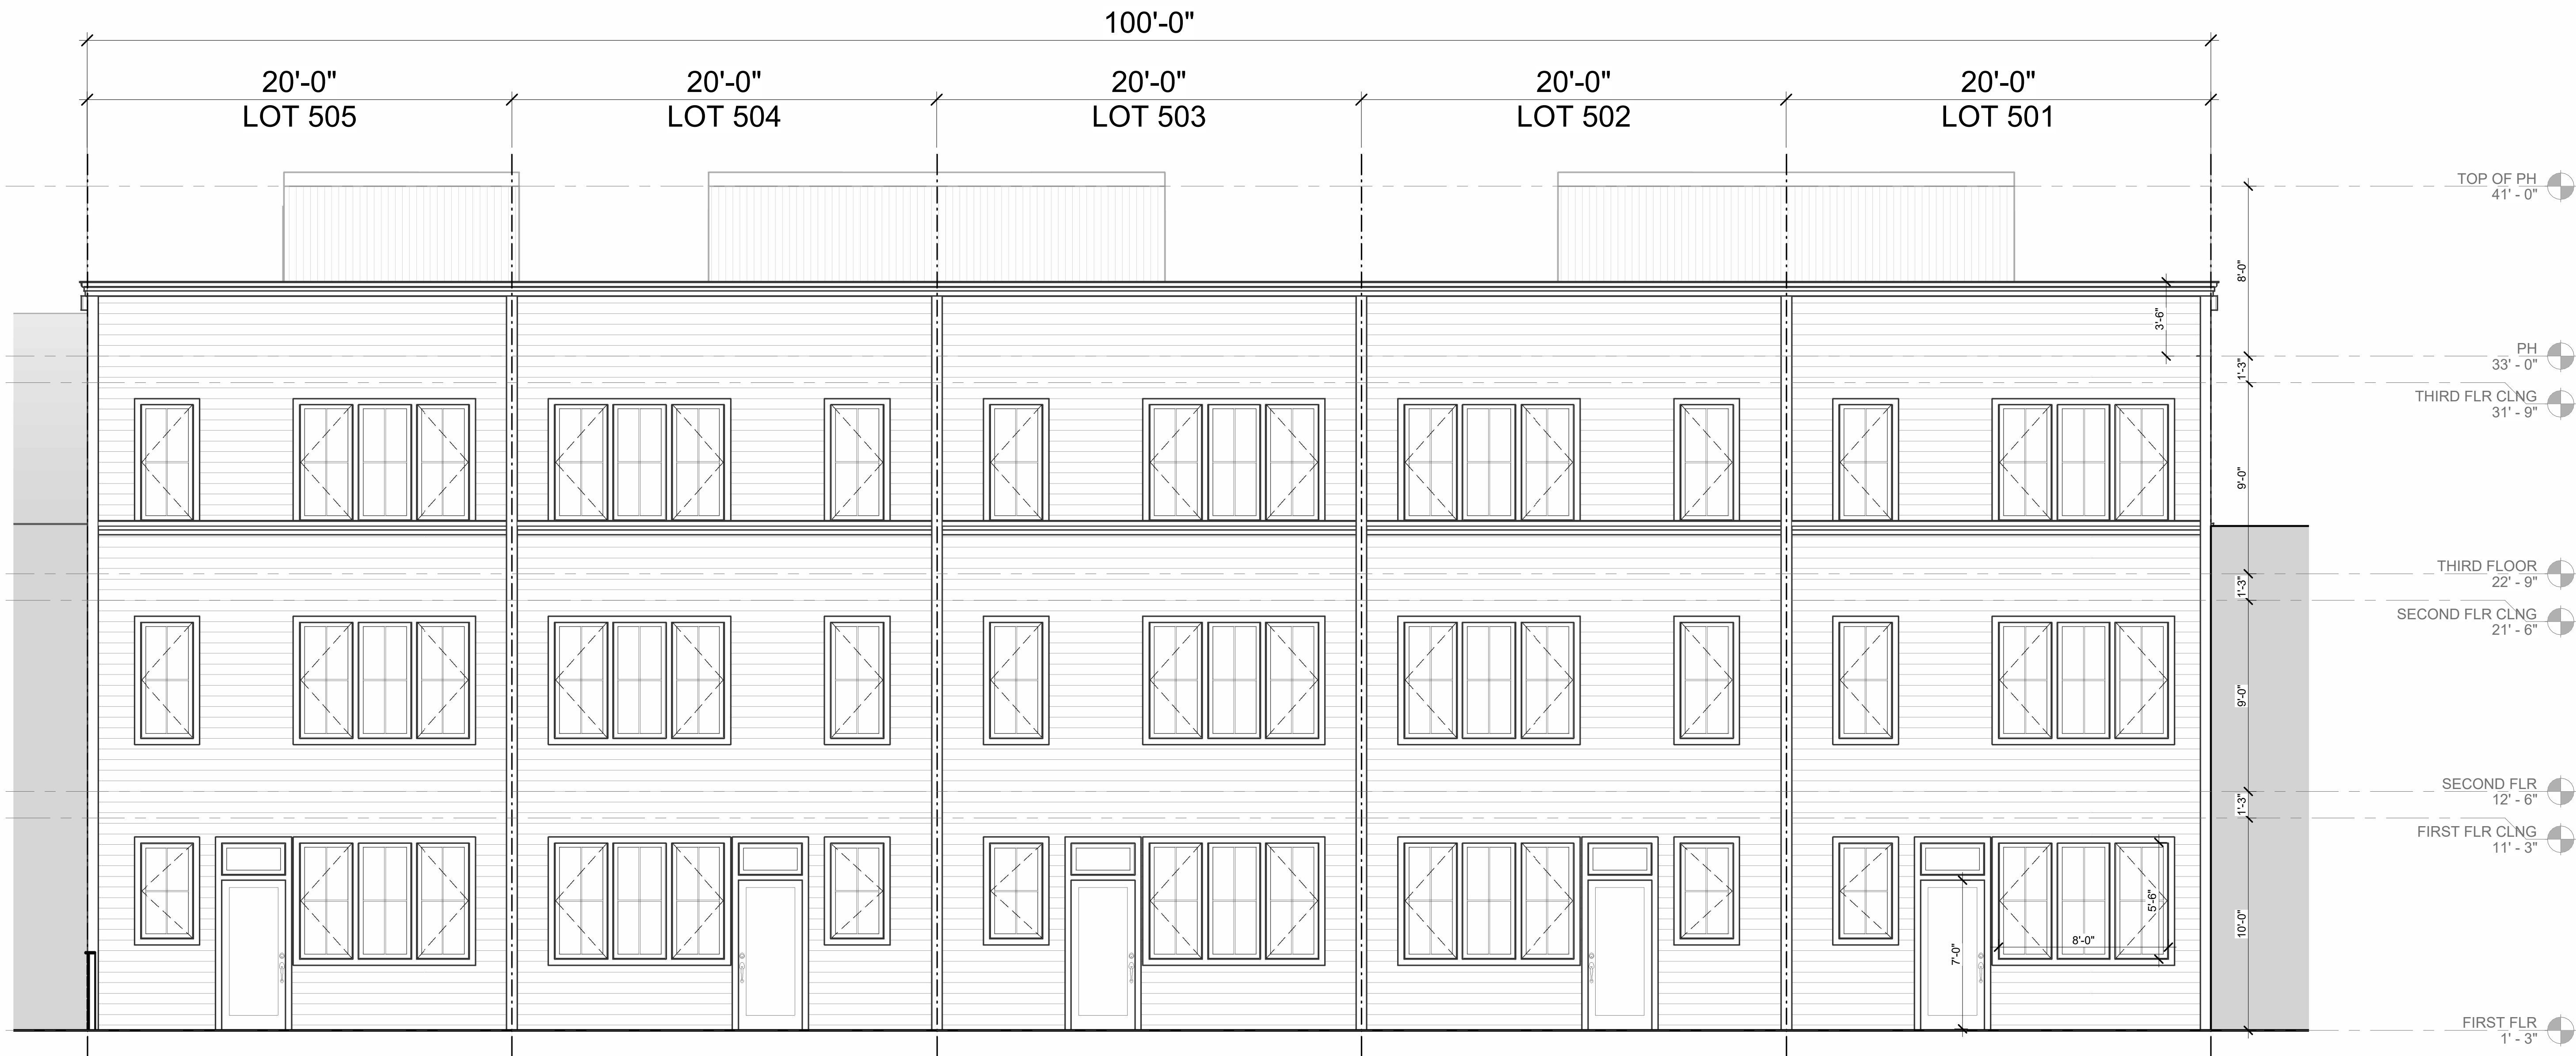 100'-0"
20'-0" 20'-0" 20'-0" 20'-0" 20'-0"
LOT 505 LOT 504 LOT 503 LOT 502 LOT 501
TOP OF PH
41' - 0"
8'-0"
3'-6"
PH
33' - 0"
1'-3"
THIRD FLR CLNG
31' - 9"
9'-0"
THIRD FLOOR
22' - 9"
1'-3"
SECOND FLR CLNG
21' - 6"
9'-0"
SECOND FLR
12' - 6"
1'-3"
FIRST FLR CLNG
11' - 3"
5'-6"
10'-0"
8'-0"
7'-0"
FIRST FLR
1' - 3"